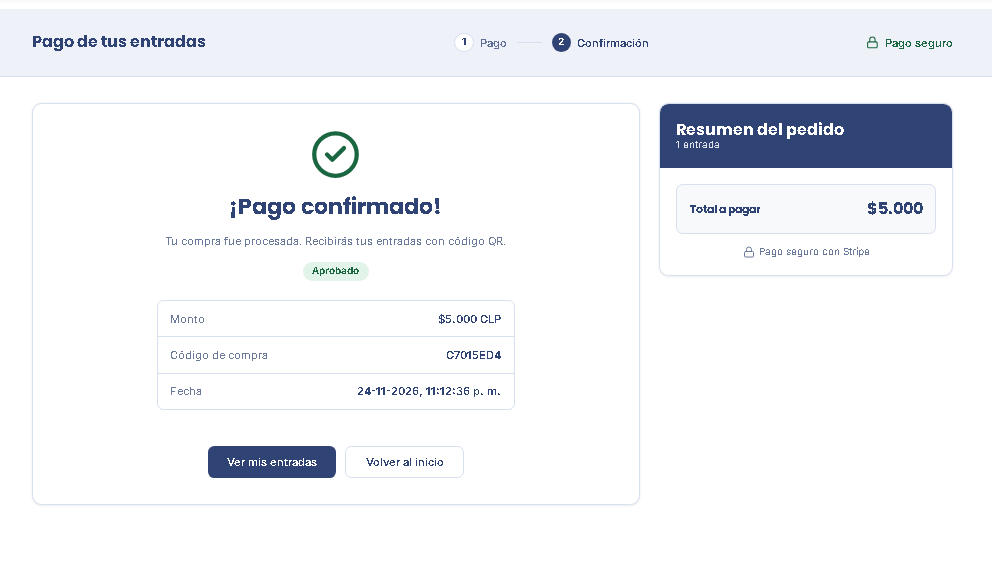 Pago de tus entradas
1 Pago
2 Confirmación
Pago seguro
¡Pago confirmado!
Tu compra fue procesada. Recibirás tus entradas con código QR.
Aprobado
Monto $5.000 CLP
Código de compra C7015ED4
Fecha 24-11-2026, 11:12:36 p. m.
Ver mis entradas
Volver al inicio
Resumen del pedido
1 entrada
Total a pagar $5.000
Pago seguro con Stripe